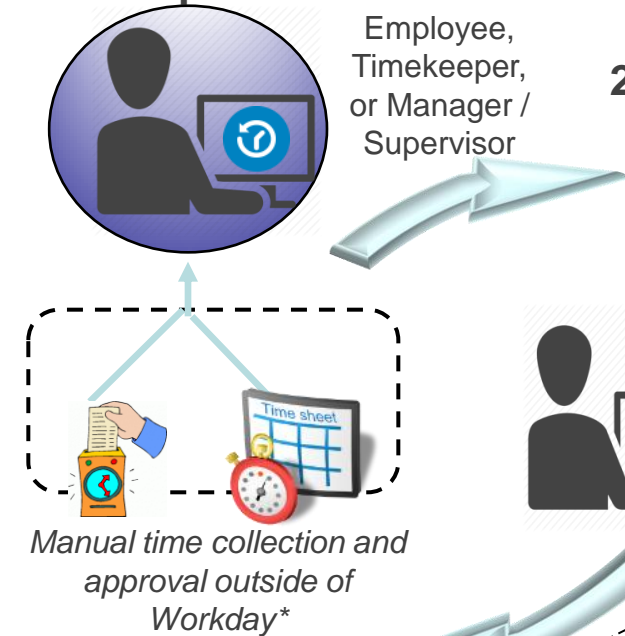 Employee,
Timekeeper,
or Manager /
Supervisor
2
Time sheet
Manual time collection and
approval outside of
Workday*